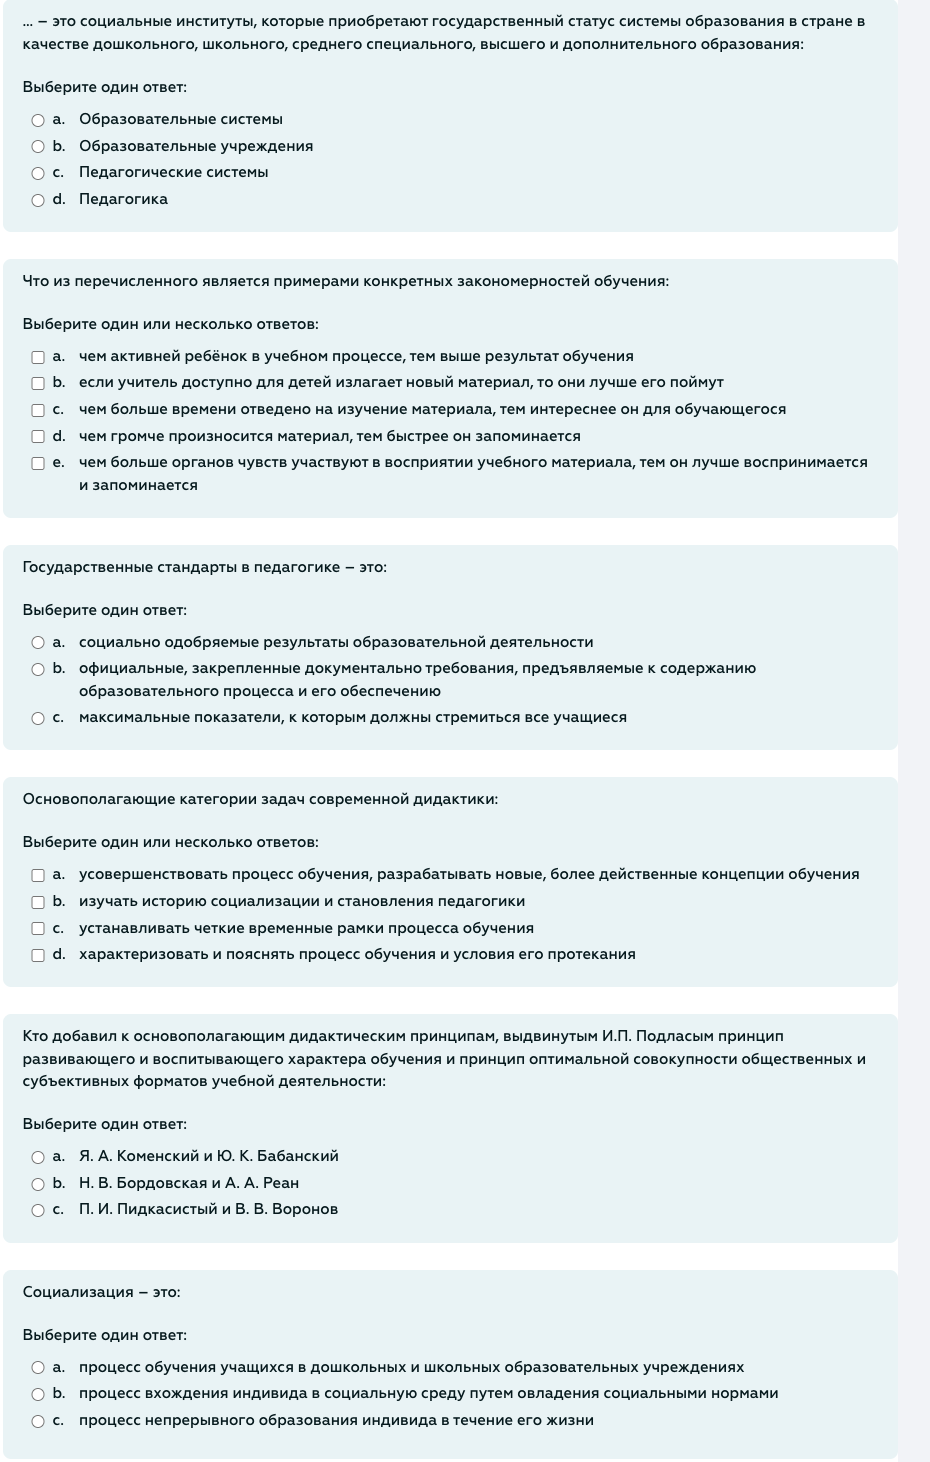 ... – это социальные институты, которые приобретают государственный статус системы образования в стране в
качестве дошкольного, школьного, среднего специального, высшего и дополнительного образования:
Выберите один ответ:
a. Образовательные системы
b. Образовательные учреждения
c. Педагогические системы
d. Педагогика
Что из перечисленного является примерами конкретных закономерностей обучения:
Выберите один или несколько ответов:
a. чем активней ребёнок в учебном процессе, тем выше результат обучения
b. если учитель доступно для детей излагает новый материал, то они лучше его поймут
c. чем больше времени отведено на изучение материала, тем интереснее он для обучающегося
d. чем громче произносится материал, тем быстрее он запоминается
e. чем больше органов чувств участвуют в восприятии учебного материала, тем он лучше воспринимается
и запоминается
Государственные стандарты в педагогике – это:
Выберите один ответ:
a. социально одобряемые результаты образовательной деятельности
b. официальные, закрепленные документально требования, предъявляемые к содержанию
образовательного процесса и его обеспечению
c. максимальные показатели, к которым должны стремиться все учащиеся
Основополагающие категории задач современной дидактики:
Выберите один или несколько ответов:
a. усовершенствовать процесс обучения, разрабатывать новые, более действенные концепции обучения
b. изучать историю социализации и становления педагогики
c. устанавливать четкие временные рамки процесса обучения
d. характеризовать и пояснять процесс обучения и условия его протекания
Кто добавил к основополагающим дидактическим принципам, выдвинутым И.П. Подласым принцип
развивающего и воспитывающего характера обучения и принцип оптимальной совокупности общественных и
субъективных форматов учебной деятельности:
Выберите один ответ:
a. Я. А. Коменский и Ю. К. Бабанский
b. Н. В. Бордовская и А. А. Реан
c. П. И. Пидкасистый и В. В. Воронов
Социализация – это:
Выберите один ответ:
a. процесс обучения учащихся в дошкольных и школьных образовательных учреждениях
b. процесс вхождения индивида в социальную среду путем овладения социальными нормами
c. процесс непрерывного образования индивида в течение его жизни